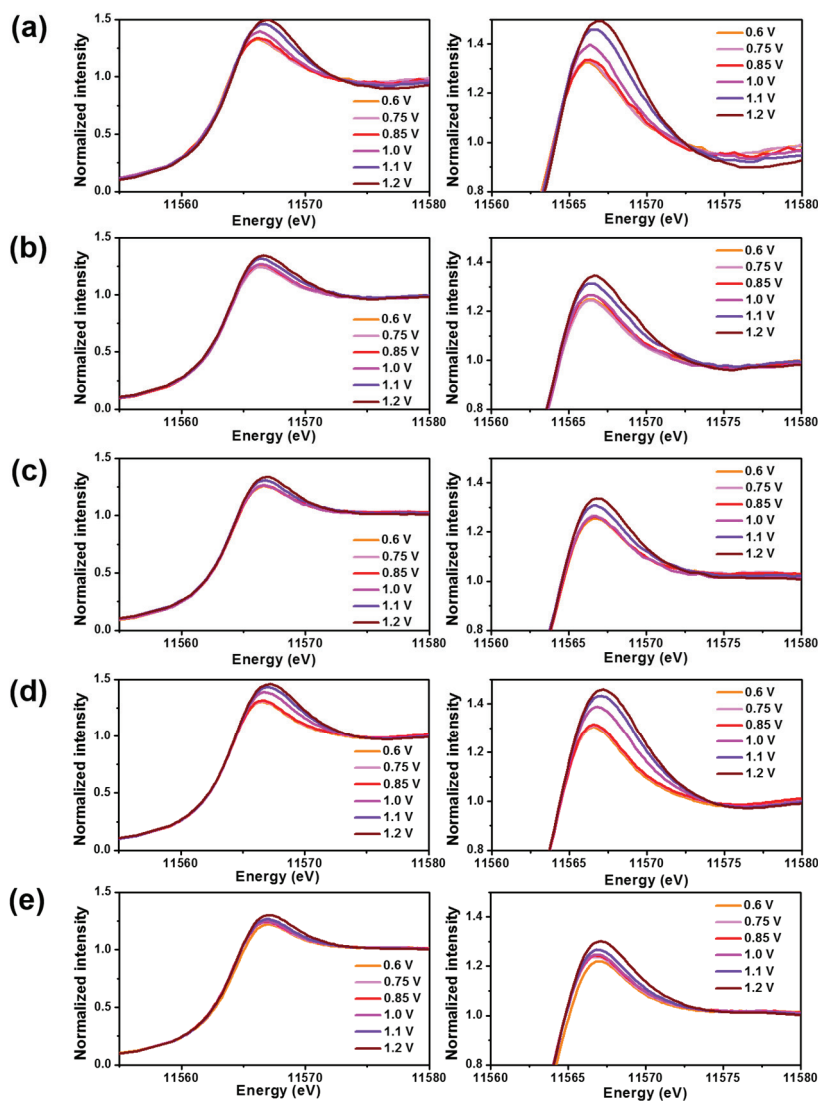 (a)
Normalized intensity
1.5
1.0
0.5
0.0
11560
11570
11580
Energy (eV)
0.6 V
0.75 V
0.85 V
1.0 V
1.1 V
1.2 V
Normalized intensity
1.4
1.2
1.0
0.8
11560
11565
11570
11575
11580
Energy (eV)
0.6 V
0.75 V
0.85 V
1.0 V
1.1 V
1.2 V
(b)
Normalized intensity
1.5
1.0
0.5
0.0
11560
11570
11580
Energy (eV)
0.6 V
0.75 V
0.85 V
1.0 V
1.1 V
1.2 V
Normalized intensity
1.4
1.2
1.0
0.8
11560
11565
11570
11575
11580
Energy (eV)
0.6 V
0.75 V
0.85 V
1.0 V
1.1 V
1.2 V
(c)
Normalized intensity
1.5
1.0
0.5
0.0
11560
11570
11580
Energy (eV)
0.6 V
0.75 V
0.85 V
1.0 V
1.1 V
1.2 V
Normalized intensity
1.4
1.2
1.0
0.8
11560
11565
11570
11575
11580
Energy (eV)
0.6 V
0.75 V
0.85 V
1.0 V
1.1 V
1.2 V
(d)
Normalized intensity
1.5
1.0
0.5
0.0
11560
11570
11580
Energy (eV)
0.6 V
0.75 V
0.85 V
1.0 V
1.1 V
1.2 V
Normalized intensity
1.4
1.2
1.0
0.8
11560
11565
11570
11575
11580
Energy (eV)
0.6 V
0.75 V
0.85 V
1.0 V
1.1 V
1.2 V
(e)
Normalized intensity
1.5
1.0
0.5
0.0
11560
11570
11580
Energy (eV)
0.6 V
0.75 V
0.85 V
1.0 V
1.1 V
1.2 V
Normalized intensity
1.4
1.2
1.0
0.8
11560
11565
11570
11575
11580
Energy (eV)
0.6 V
0.75 V
0.85 V
1.0 V
1.1 V
1.2 V